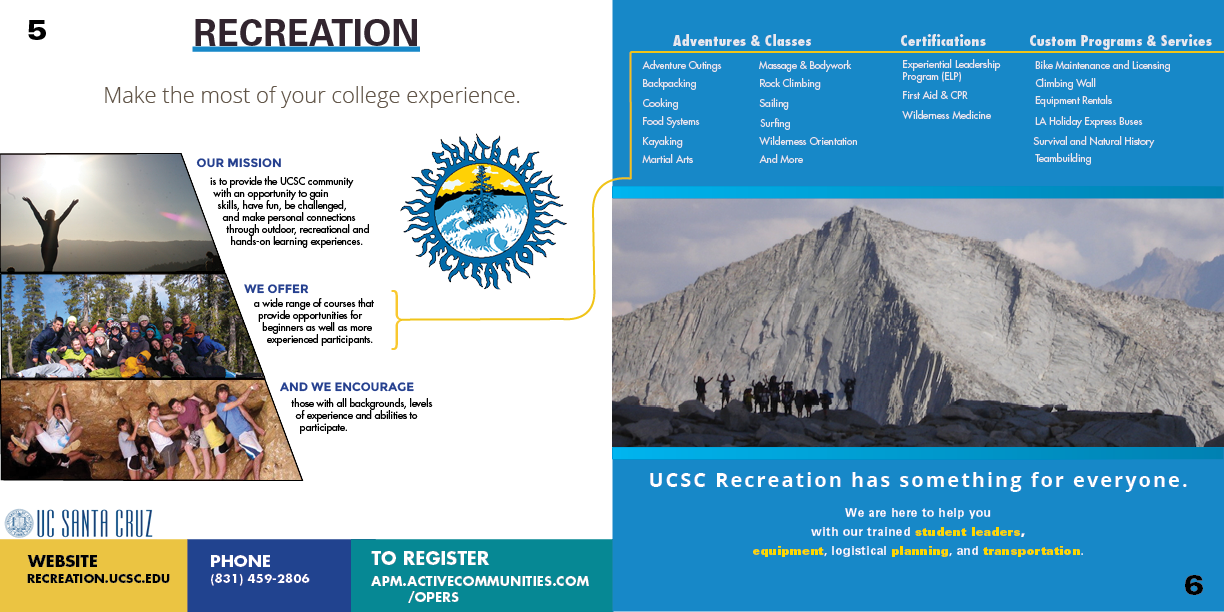 5
RECREATION
Make the most of your college experience.
OUR MISSION
is to provide the UCSC community
with an opportunity to gain
skills, have fun, be challenged,
and make personal connections
through outdoor, recreational and
hands-on learning experiences.
SANTA CRUZ
RECREATION
WE OFFER
a wide range of courses that
provide opportunities for
beginners as well as more
experienced participants.
AND WE ENCOURAGE
those with all backgrounds, levels
of experience and abilities to
participate.
UC SANTA CRUZ
WEBSITE
RECREATION.UCSC.EDU
PHONE
(831) 459-2806
TO REGISTER
APM.ACTIVECOMMUNITIES.COM
/OPERS
Adventures & Classes
Adventure Outings
Backpacking
Cooking
Food Systems
Kayaking
Martial Arts
Massage & Bodywork
Rock Climbing
Sailing
Surfing
Wilderness Orientation
And More
Certifications
Experiential Leadership
Program (ELP)
First Aid & CPR
Wilderness Medicine
Custom Programs & Services
Bike Maintenance and Licensing
Climbing Wall
Equipment Rentals
LA Holiday Express Buses
Survival and Natural History
Teambuilding
UCSC Recreation has something for everyone.
We are here to help you
with our trained student leaders,
equipment, logistical planning, and transportation.
6